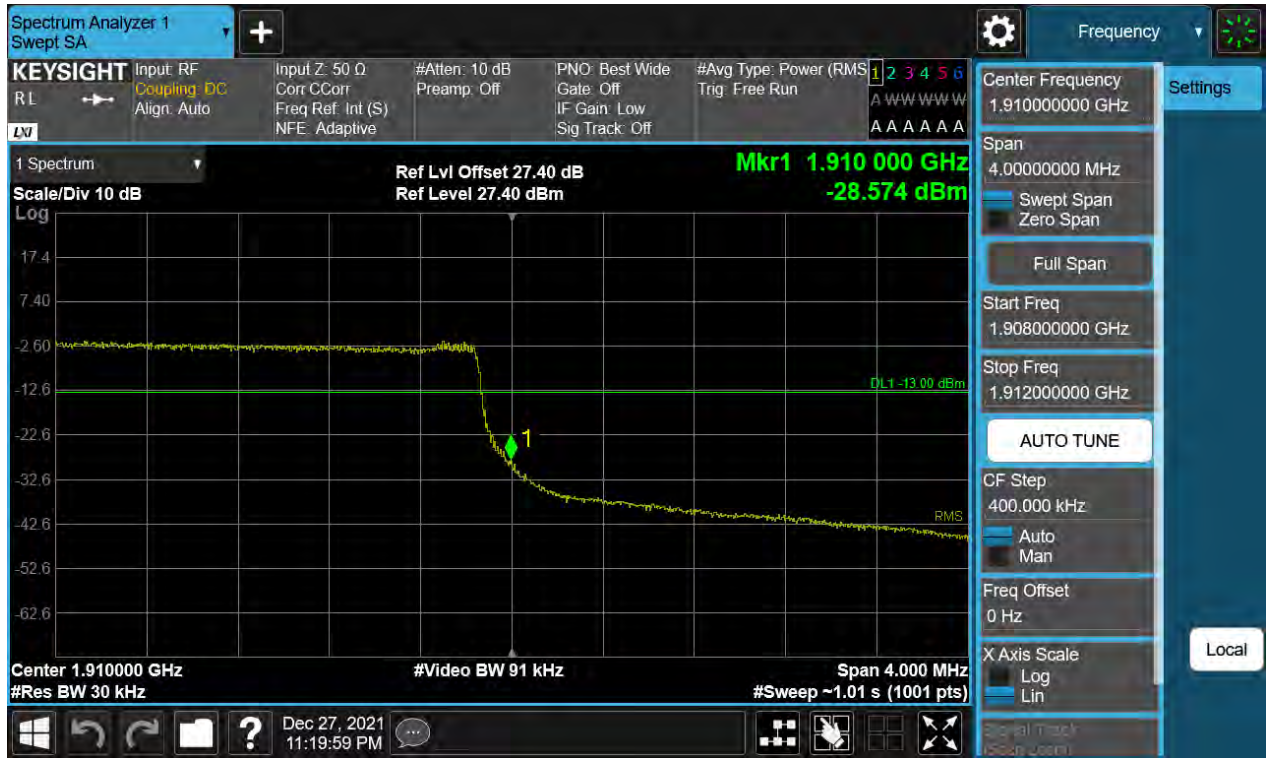 Spectrum Analyzer 1
Swept SA
Frequency
KEYSIGHT
RL
LXI
Input: RF
Coupling: DC
Align: Auto
Input Z: 50 Ω
Corr CCorr
Freq Ref: Int (S)
NFE: Adaptive
#Atten: 10 dB
Preamp: Off
PNO: Best Wide
Gate: Off
IF Gain: Low
Sig Track: Off
#Avg Type: Power (RMS
Trig: Free Run
1 2 3 4 5 6
A W W W W W
A A A A A A
1 Spectrum
Scale/Div 10 dB
Log
Ref Lvl Offset 27.40 dB
Ref Level 27.40 dBm
Mkr1 1.910 000 GHz
-28.574 dBm
17.4
7.40
-2.60
-12.6
-22.6
-32.6
-42.6
-52.6
-62.6
DL1 -13.00 dBm
1
RMS
Center 1.910000 GHz
#Res BW 30 kHz
#Video BW 91 kHz
Span 4.000 MHz
#Sweep ~1.01 s (1001 pts)
Center Frequency
1.910000000 GHz
Settings
Span
4.00000000 MHz
Swept Span
Zero Span
Full Span
Start Freq
1.908000000 GHz
Stop Freq
1.912000000 GHz
AUTO TUNE
CF Step
400.000 kHz
Auto
Man
Freq Offset
0 Hz
X Axis Scale
Log
Lin
Local
Signal Track
(Span Zoom)
?
Dec 27, 2021
11:19:59 PM